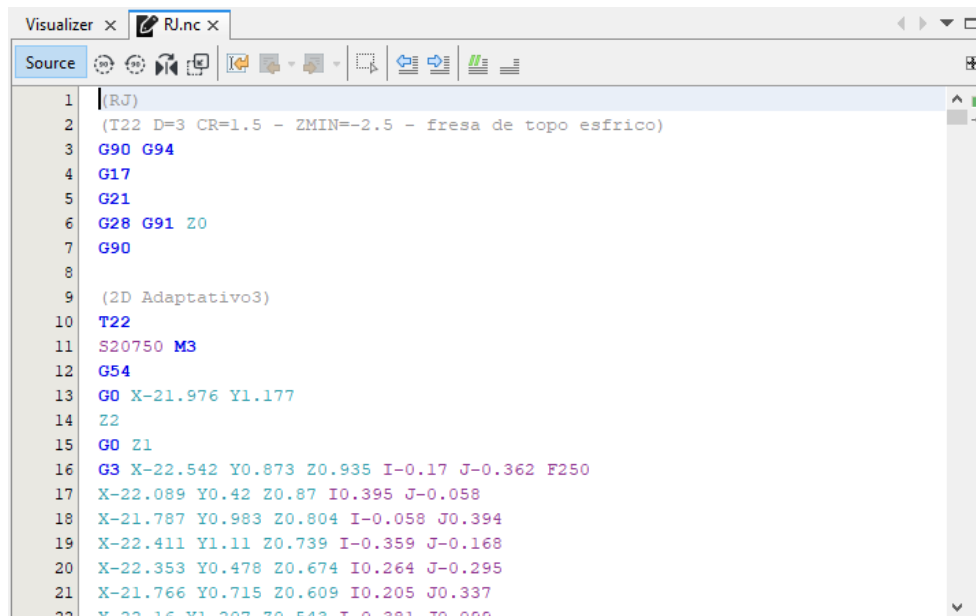 Visualizer
RJ.nc
Source
1 (RJ)
2 (T22 D=3 CR=1.5 - ZMIN=-2.5 - fresa de topo esfrico)
3 G90 G94
4 G17
5 G21
6 G28 G91 Z0
7 G90
8
9 (2D Adaptativo3)
10 T22
11 S20750 M3
12 G54
13 G0 X-21.976 Y1.177
14 Z2
15 G0 Z1
16 G3 X-22.542 Y0.873 Z0.935 I-0.17 J-0.362 F250
17 X-22.089 Y0.42 Z0.87 I0.395 J-0.058
18 X-21.787 Y0.983 Z0.804 I-0.058 J0.394
19 X-22.411 Y1.11 Z0.739 I-0.359 J-0.168
20 X-22.353 Y0.478 Z0.674 I0.264 J-0.295
21 X-21.766 Y0.715 Z0.609 I0.205 J0.337